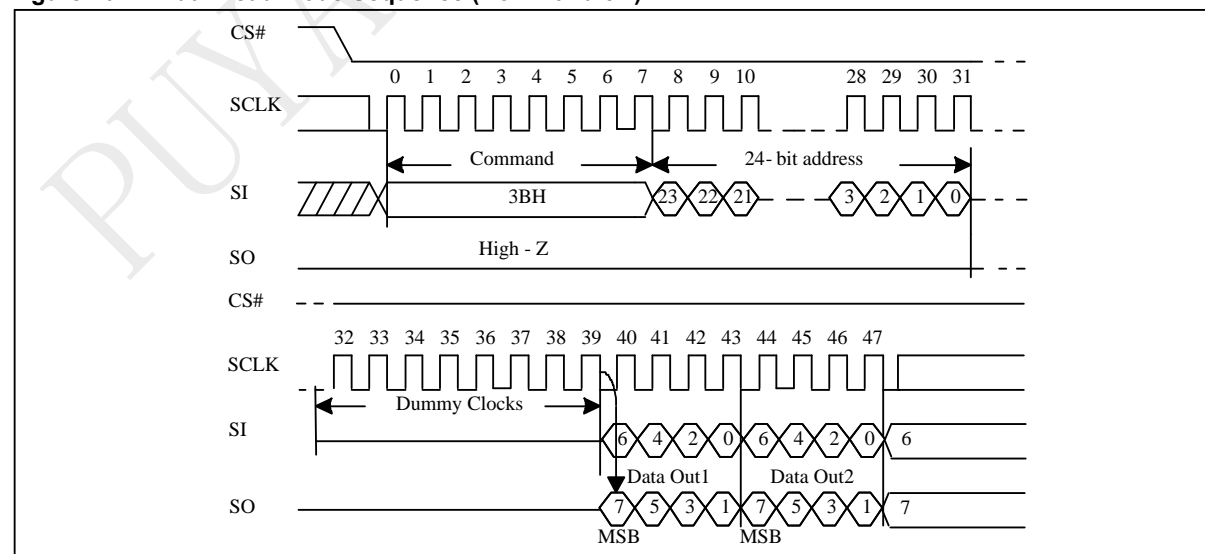 PUYA
CS#
0 1 2 3 4 5 6 7 8 9 10 28 29 30 31
SCLK
Command 24- bit address
SI 3BH 23 22 21 3 2 1 0
High - Z
SO
CS#
32 33 34 35 36 37 38 39 40 41 42 43 44 45 46 47
SCLK
Dummy Clocks
SI 6 4 2 0 6 4 2 0 6
Data Out1 Data Out2
SO 7 5 3 1 7 5 3 1 7
MSB MSB